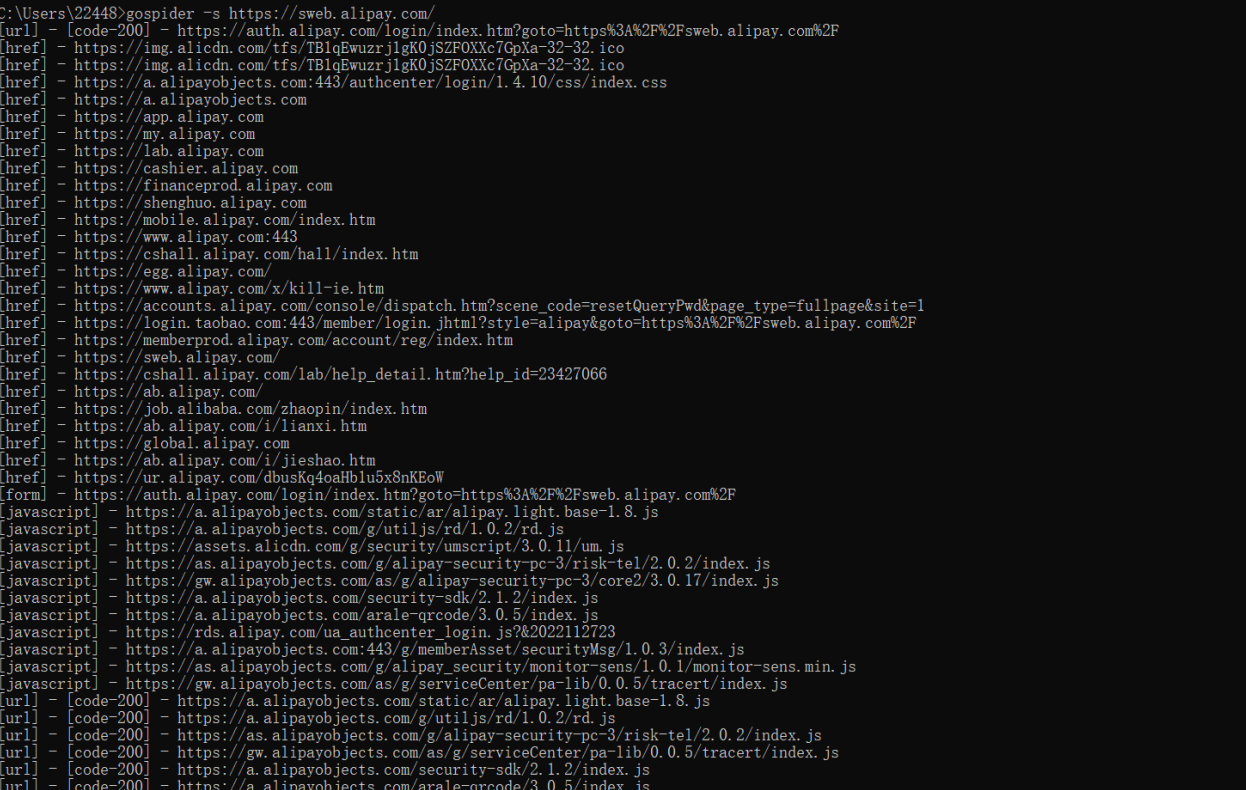 C:\Users\22448>gospider -s https://sweb.alipay.com/
[url] - [code-200] - https://auth.alipay.com/login/index.htm?goto=https%3A%2F%2Fsweb.alipay.com%2F
[href] - https://img.alicdn.com/tfs/TB1qEwuzrj1gK0jSZFOXXc7GpXa-32-32.ico
[href] - https://img.alicdn.com/tfs/TB1qEwuzrj1gK0jSZFOXXc7GpXa-32-32.ico
[href] - https://a.alipayobjects.com:443/authcenter/login/1.4.10/css/index.css
[href] - https://a.alipayobjects.com
[href] - https://app.alipay.com
[href] - https://my.alipay.com
[href] - https://lab.alipay.com
[href] - https://cashier.alipay.com
[href] - https://financeprod.alipay.com
[href] - https://shenghuo.alipay.com
[href] - https://mobile.alipay.com/index.htm
[href] - https://www.alipay.com:443
[href] - https://cshall.alipay.com/hall/index.htm
[href] - https://egg.alipay.com/
[href] - https://www.alipay.com/x/kill-ie.htm
[href] - https://accounts.alipay.com/console/dispatch.htm?scene_code=resetQueryPwd&page_type=fullpage&site=1
[href] - https://login.taobao.com:443/member/login.jhtml?style=alipay&goto=https%3A%2F%2Fsweb.alipay.com%2F
[href] - https://memberprod.alipay.com/account/reg/index.htm
[href] - https://sweb.alipay.com/
[href] - https://cshall.alipay.com/lab/help_detail.htm?help_id=23427066
[href] - https://ab.alipay.com/
[href] - https://job.alibaba.com/zhaopin/index.htm
[href] - https://ab.alipay.com/i/lianxi.htm
[href] - https://global.alipay.com
[href] - https://ab.alipay.com/i/jieshao.htm
[href] - https://ur.alipay.com/dbusKq4oaHb1u5x8nKEoW
[form] - https://auth.alipay.com/login/index.htm?goto=https%3A%2F%2Fsweb.alipay.com%2F
[javascript] - https://a.alipayobjects.com/static/ar/alipay.light.base-1.8.js
[javascript] - https://a.alipayobjects.com/g/utiljs/rd/1.0.2/rd.js
[javascript] - https://assets.alicdn.com/g/security/umscript/3.0.11/um.js
[javascript] - https://as.alipayobjects.com/g/alipay-security-pc-3/risk-tel/2.0.2/index.js
[javascript] - https://gw.alipayobjects.com/as/g/alipay-security-pc-3/core2/3.0.17/index.js
[javascript] - https://a.alipayobjects.com/security-sdk/2.1.2/index.js
[javascript] - https://a.alipayobjects.com/arale-qrcode/3.0.5/index.js
[javascript] - https://rds.alipay.com/ua_authcenter_login.js?&2022112723
[javascript] - https://a.alipayobjects.com:443/g/memberAsset/securityMsg/1.0.3/index.js
[javascript] - https://as.alipayobjects.com/g/alipay_security/monitor-sens/1.0.1/monitor-sens.min.js
[javascript] - https://gw.alipayobjects.com/as/g/serviceCenter/pa-lib/0.0.5/tracert/index.js
[url] - [code-200] - https://a.alipayobjects.com/static/ar/alipay.light.base-1.8.js
[url] - [code-200] - https://a.alipayobjects.com/g/utiljs/rd/1.0.2/rd.js
[url] - [code-200] - https://as.alipayobjects.com/g/alipay-security-pc-3/risk-tel/2.0.2/index.js
[url] - [code-200] - https://gw.alipayobjects.com/as/g/serviceCenter/pa-lib/0.0.5/tracert/index.js
[url] - [code-200] - https://a.alipayobjects.com/security-sdk/2.1.2/index.js
[url] - [code-200] - https://a.alipayobjects.com/arale-qrcode/3.0.5/index.js